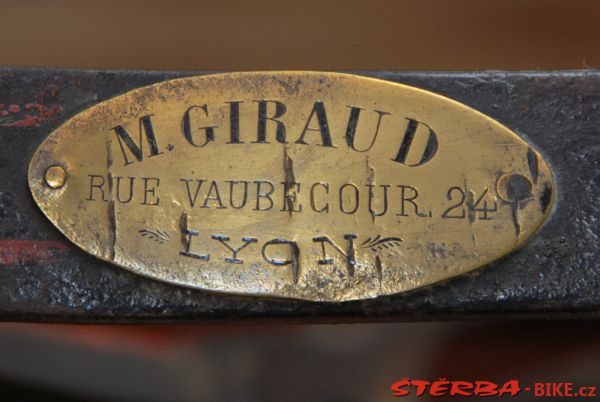 M. GIRAUD
RUE VAUBECOUR. 24
LYON
ŠTĚRBA-BIKE.cz